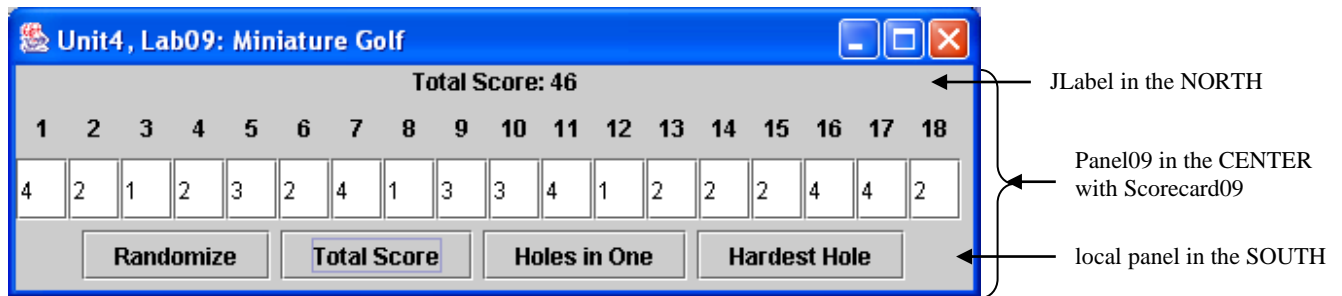 Unit4, Lab09: Miniature Golf
Total Score: 46
JLabel in the NORTH
1 2 3 4 5 6 7 8 9 10 11 12 13 14 15 16 17 18
Panel09 in the CENTER
with Scorecard09
4 2 1 2 3 2 4 1 3 3 4 1 2 2 2 4 4 2
Randomize Total Score Holes in One Hardest Hole
local panel in the SOUTH